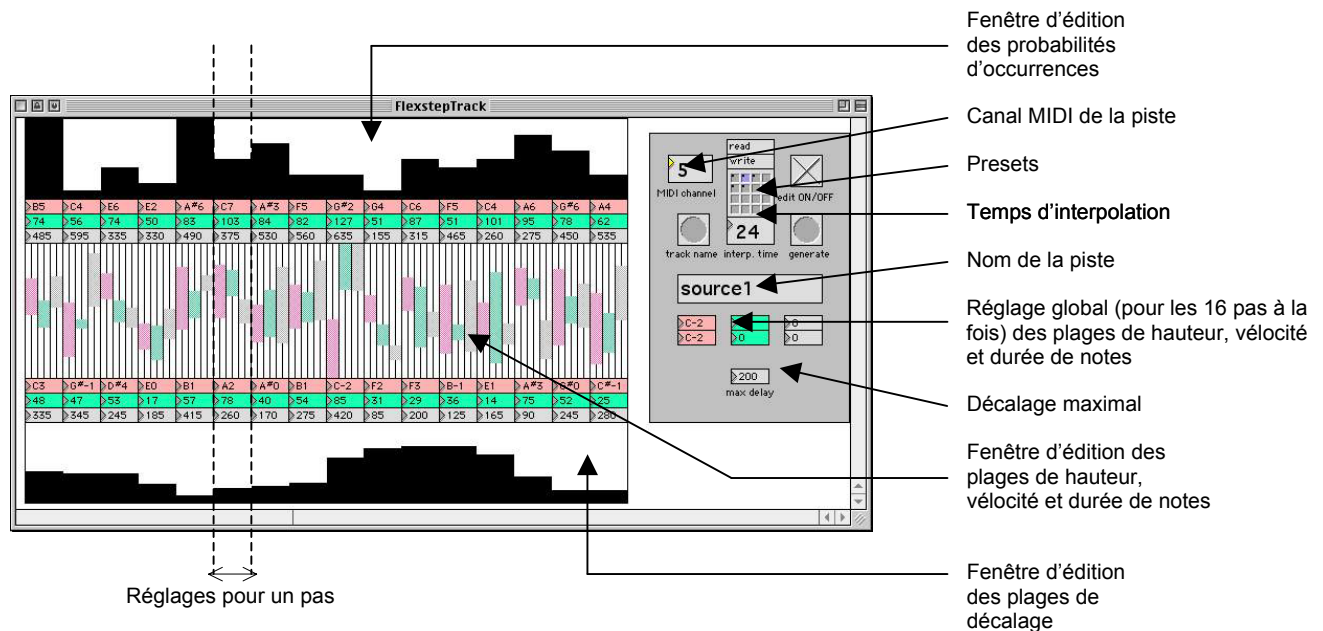 Fenêtre d'édition
des probabilités
d'occurrences
FlexstepTrack
Canal MIDI de la piste
read
write
5
Presets
MIDI channel
edit ON/OFF
B5 C4 E6 E2 A#6 C7 A#3 F5 G#2 G4 C6 F5 C4 A6 G#6 A4
74 56 74 50 83 103 84 82 127 51 87 51 101 95 78 62
485 595 335 330 490 375 530 560 635 155 315 465 260 275 450 535
Temps d'interpolation
24
track name interp. time generate
Nom de la piste
source1
Réglage global (pour les 16 pas à la
fois) des plages de hauteur, vélocité
et durée de notes
C-2 0
C-2 0 0
200
max delay
Décalage maximal
C3 G#-1 D#4 E0 B1 A2 A#0 B1 C-2 F2 F3 B-1 E1 A#3 G#0 C#-1
48 47 53 17 57 78 40 54 85 31 29 36 14 75 52 25
335 345 245 185 415 260 170 275 420 85 200 125 165 90 245 280
Fenêtre d'édition des
plages de hauteur,
vélocité et durée de notes
Réglages pour un pas
Fenêtre d'édition
des plages de
décalage